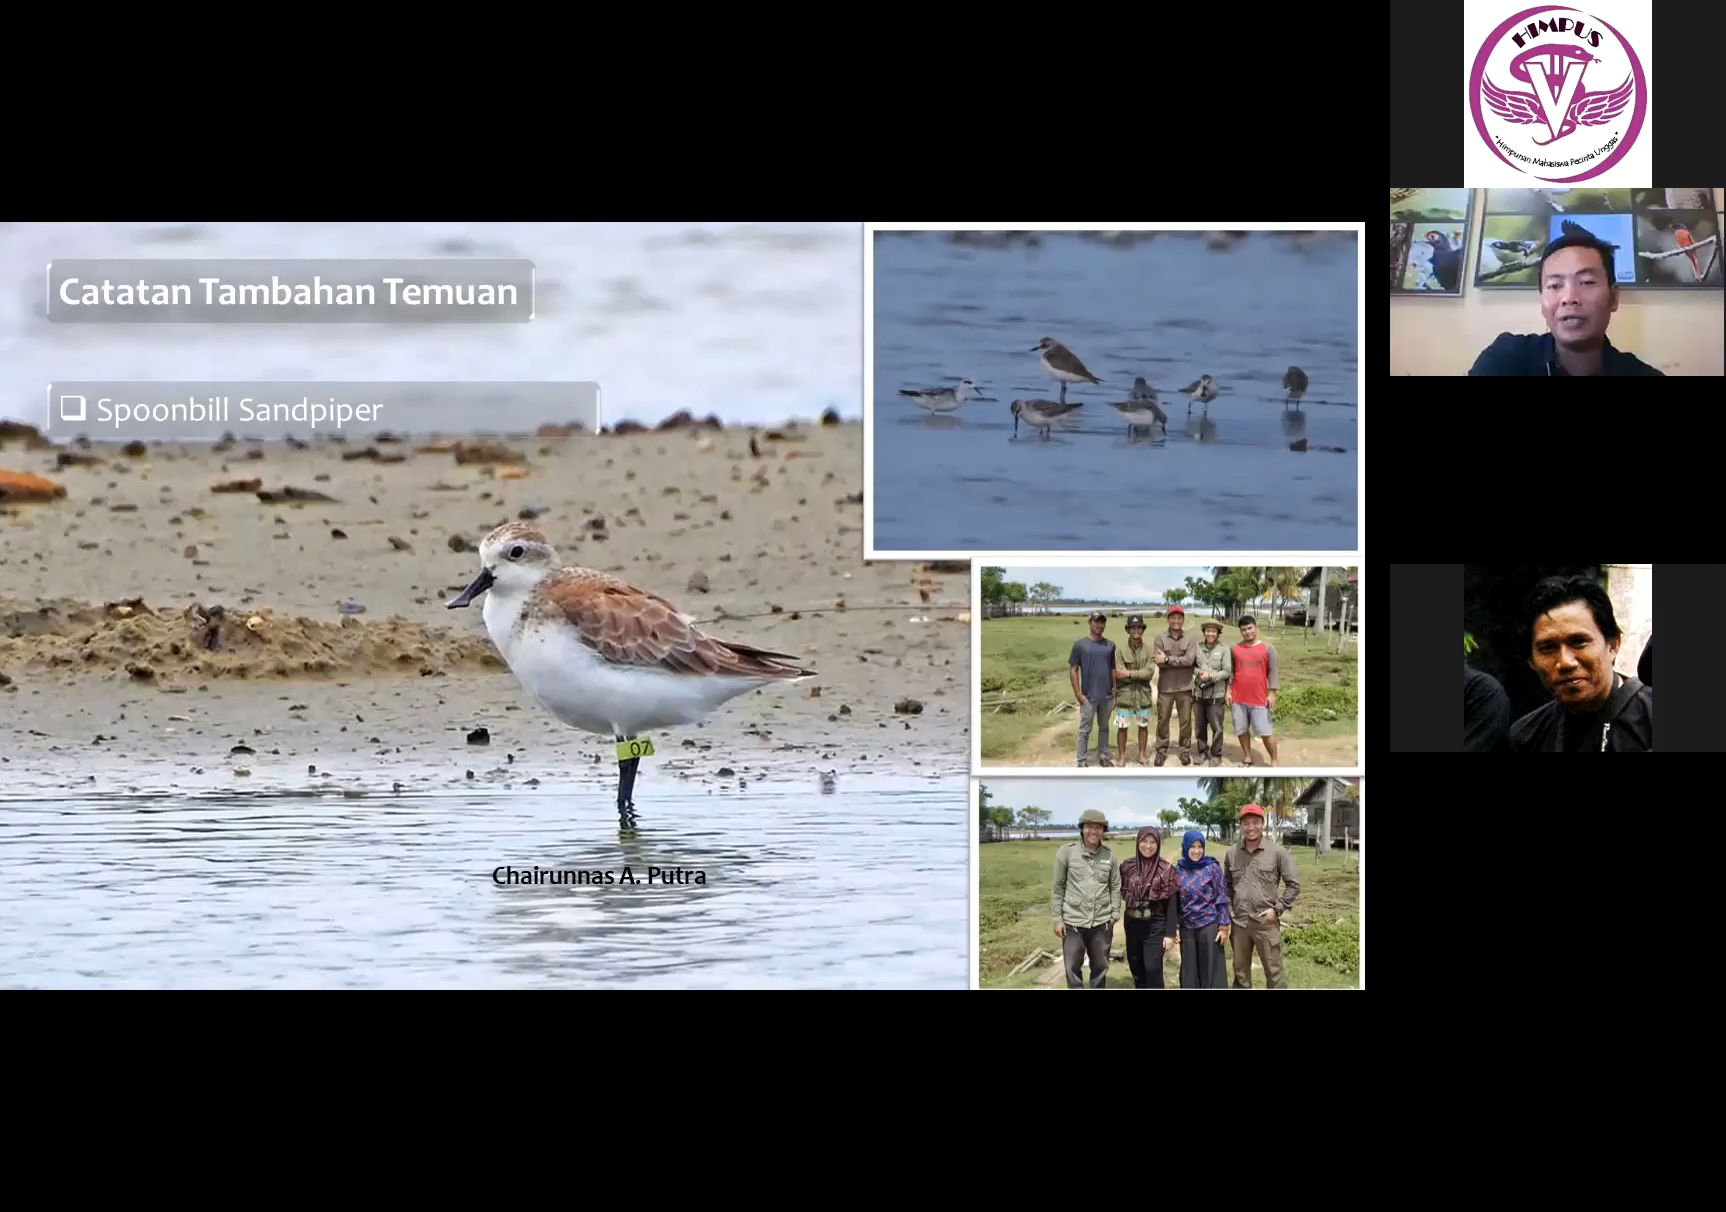 Catatan Tambahan Temuan
❑ Spoonbill Sandpiper
07
Chairunnas A. Putra
HIMPUS
V
* Himpunan Mahasiswa Pecinta Unggas *